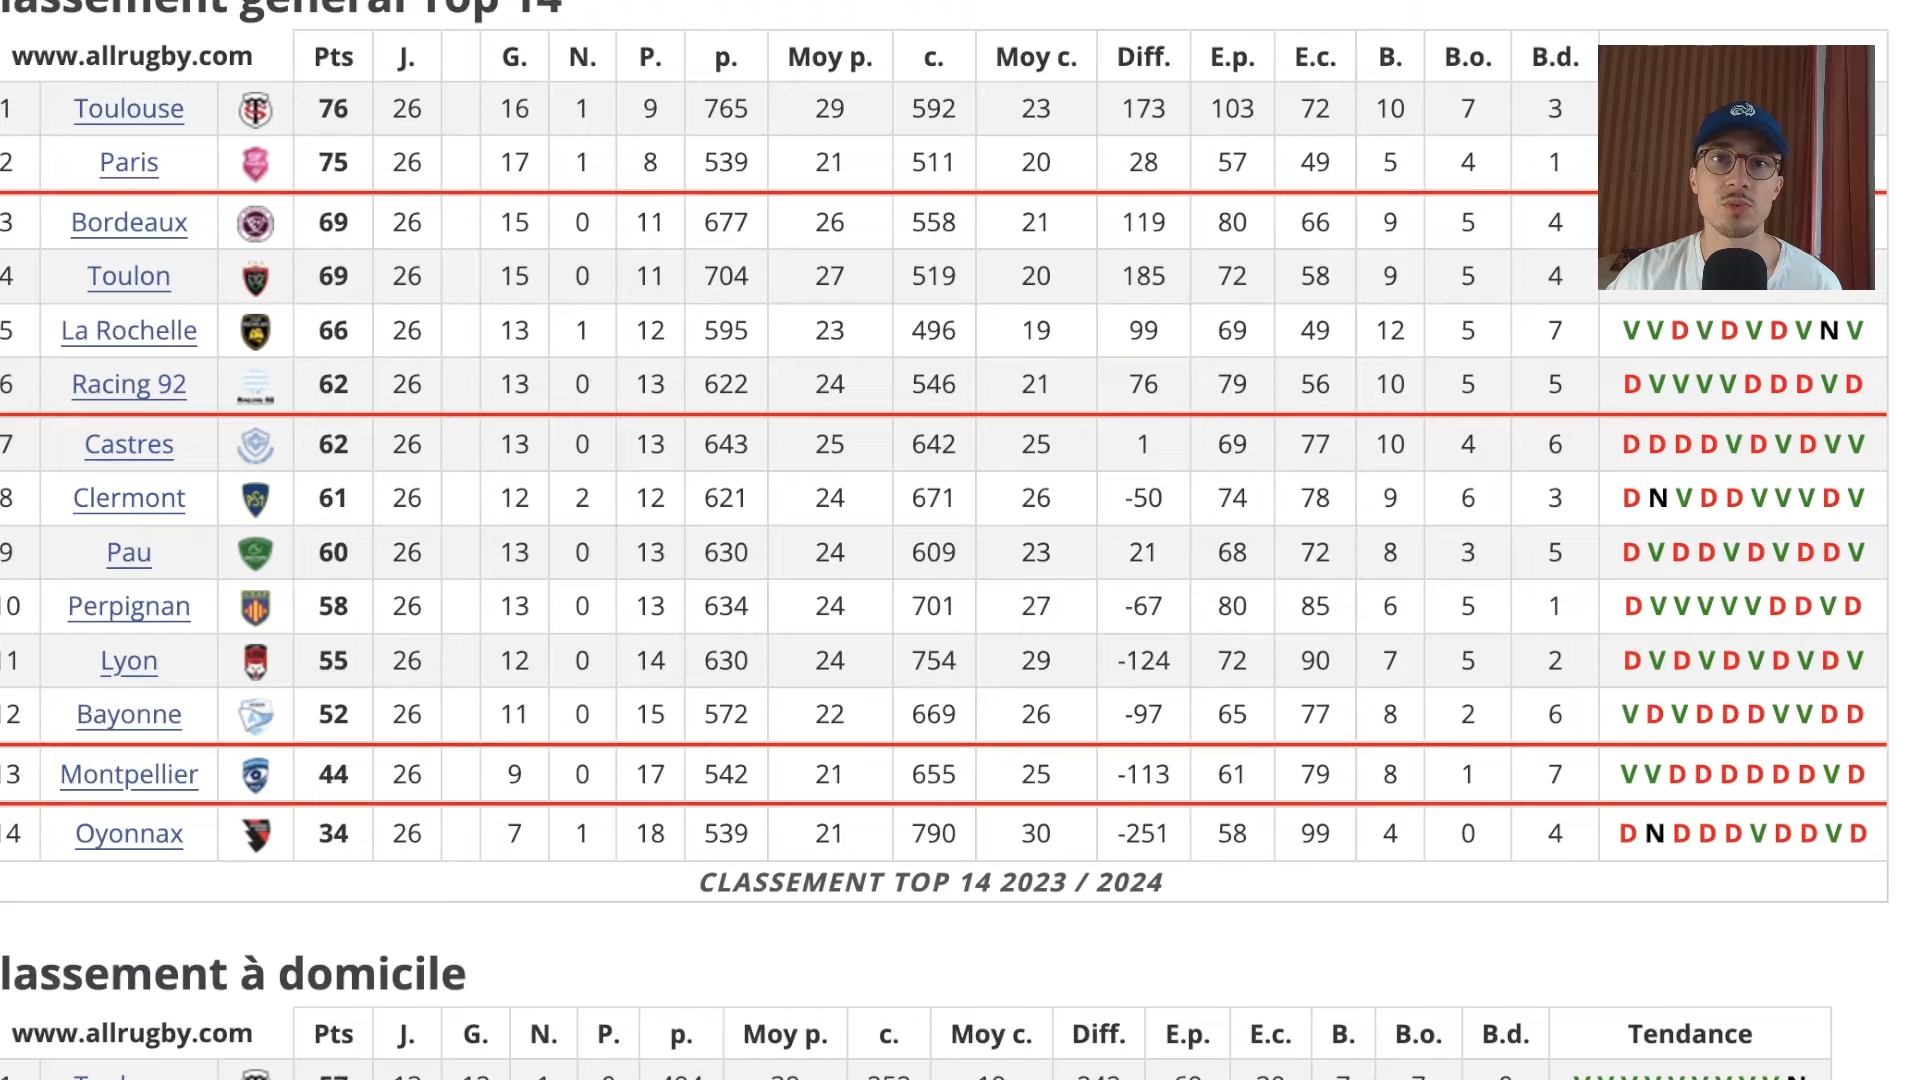 lassement général Top 14
www.allrugby.com Pts J. G. N. P. p. Moy p. c. Moy c. Diff. E.p. E.c. B. B.o. B.d.
1 Toulouse 76 26 16 1 9 765 29 592 23 173 103 72 10 7 3
2 Paris 75 26 17 1 8 539 21 511 20 28 57 49 5 4 1
3 Bordeaux 69 26 15 0 11 677 26 558 21 119 80 66 9 5 4
4 Toulon 69 26 15 0 11 704 27 519 20 185 72 58 9 5 4
5 La Rochelle 66 26 13 1 12 595 23 496 19 99 69 49 12 5 7 V V D V D V D V N V
6 Racing 92 62 26 13 0 13 622 24 546 21 76 79 56 10 5 5 D V V V V D D D V D
7 Castres 62 26 13 0 13 643 25 642 25 1 69 77 10 4 6 D D D D V D V D V V
8 Clermont 61 26 12 2 12 621 24 671 26 -50 74 78 9 6 3 D N V D D V V V D V
9 Pau 60 26 13 0 13 630 24 609 23 21 68 72 8 3 5 D V D D V D V D D V
0 Perpignan 58 26 13 0 13 634 24 701 27 -67 80 85 6 5 1 D V V V V V D D V D
1 Lyon 55 26 12 0 14 630 24 754 29 -124 72 90 7 5 2 D V D V D V D V D V
2 Bayonne 52 26 11 0 15 572 22 669 26 -97 65 77 8 2 6 V D V D D D V V D D
3 Montpellier 44 26 9 0 17 542 21 655 25 -113 61 79 8 1 7 V V D D D D D D V D
4 Oyonnax 34 26 7 1 18 539 21 790 30 -251 58 99 4 0 4 D N D D D V D D V D
CLASSEMENT TOP 14 2023 / 2024
lassement à domicile
www.allrugby.com Pts J. G. N. P. p. Moy p. c. Moy c. Diff. E.p. E.c. B. B.o. B.d. Tendance